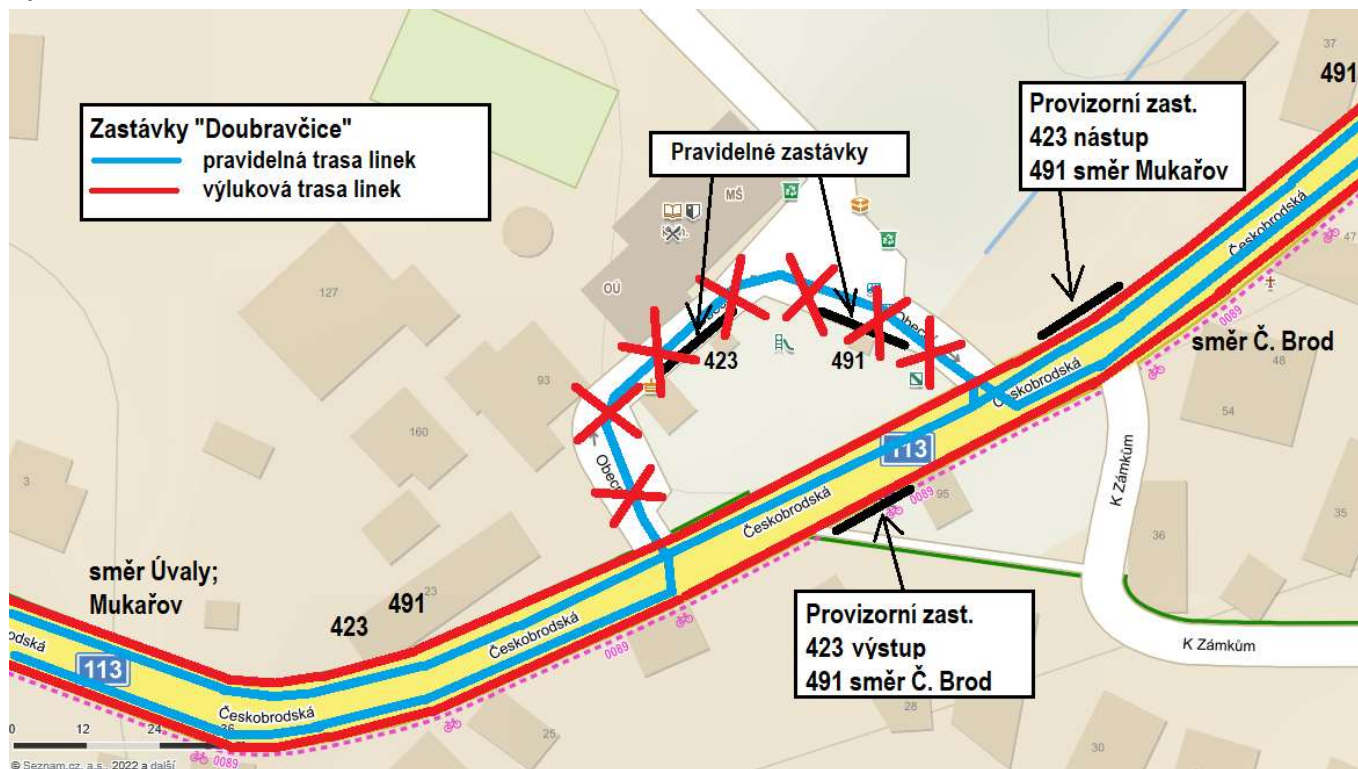 Zastávky "Doubravčice"
pravidelná trasa linek
výluková trasa linek
Pravidelné zastávky
Provizorní zast.
423 nástup
491 směr Mukařov
37
491
MŠ
OÚ
127
423
491
Obecní
Českobrodská
0089
47
směr Č. Brod
48
54
Českobrodská
93
160
3
Obecní
113
Českobrodská
0089
95
K Zámkům
36
35
směr Úvaly;
Mukařov
491
23
423
Českobrodská
0089
Provizorní zast.
423 výstup
491 směr Č. Brod
K Zámkům
113
Českobrodská
28
25
30
0 12 24 36
0089
© Seznam.cz, a.s., 2022 a další